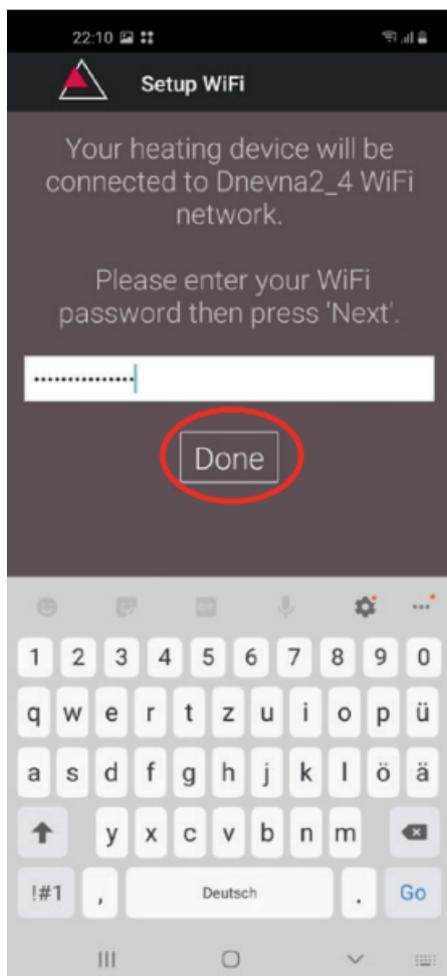 22:10
Setup WiFi
Your heating device will be
connected to Dnevna2_4 WiFi
network.
Please enter your WiFi
password then press 'Next'.
•••••••••••••••
Done
GIF
1 2 3 4 5 6 7 8 9 0
q w e r t z u i o p ü
a s d f g h j k l ö ä
y x c v b n m
!#1 , Deutsch . Go